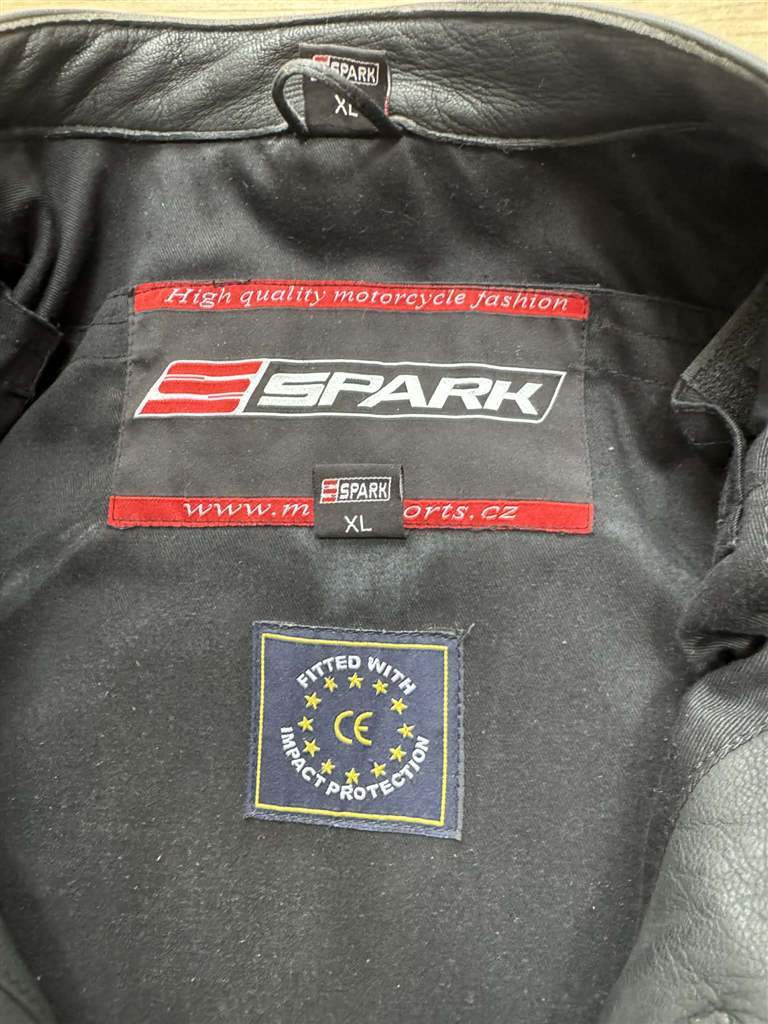 SPARK
XL
High quality motorcycle fashion
SPARK
SPARK
XL
FITTED WITH
CE
IMPACT PROTECTION